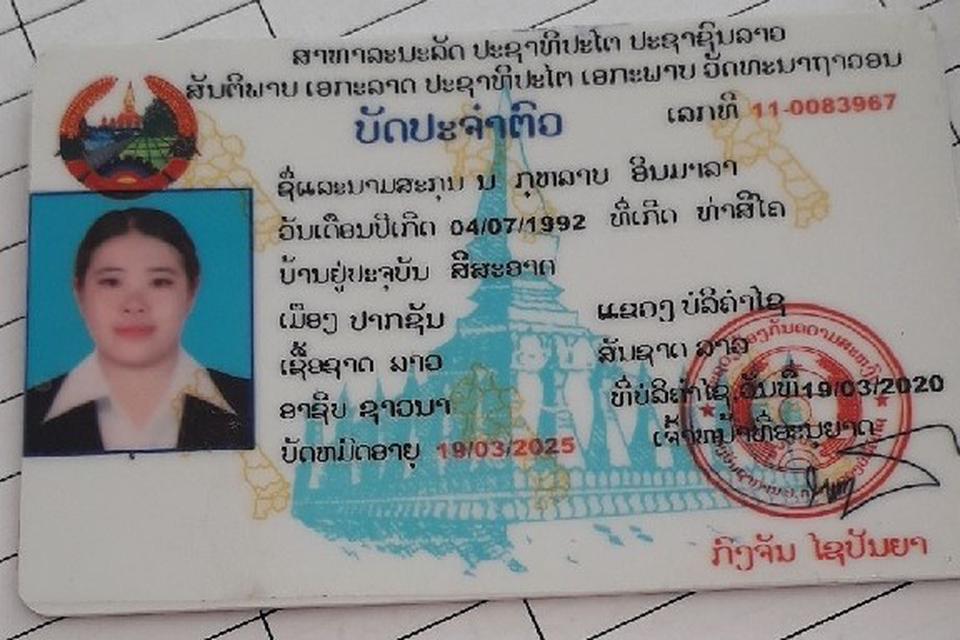 ສາທາລະນະລັດ ປະຊາທິປະໄຕ ປະຊາຊົນລາວ
ສັນຕິພາບ ເອກະລາດ ປະຊາທິປະໄຕ ເອກະພາບ ວັດທະນາຖາວອນ
ບັດປະຈຳຕົວ
ເລກທີ 11-0083967
ຊື່ແລະນາມສະກຸນ ນ ກຸຫລາບ ອິນມາລາ
ວັນເດືອນປີເກີດ 04/07/1992 ທີ່ເກີດ ທ່າສີໄຄ
ບ້ານຢູ່ປະຈຸບັນ ສີສະອາດ
ເມືອງ ປາກຊັນ ແຂວງ ບໍລິຄຳໄຊ
ເຊື້ອຊາດ ລາວ ສັນຊາດ ລາວ
ອາຊີບ ຊາວນາ ທີ່ບໍລິຄຳໄຊ ວັນທີ 19/03/2020
ບັດຫມົດອາຍຸ 19/03/2025 ເຈົ້າຫນ້າທີ່ອະນຸຍາດ
ກິງຈັນ ໄຊປັນຍາ